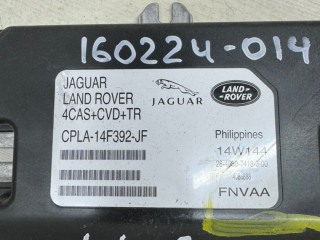 160224-014
JAGUAR
LAND ROVER
4CAS+CVD+TR
CPLA-14F392-JF
JAGUAR
LAND ROVER
Philippines
14W144
FNVAA